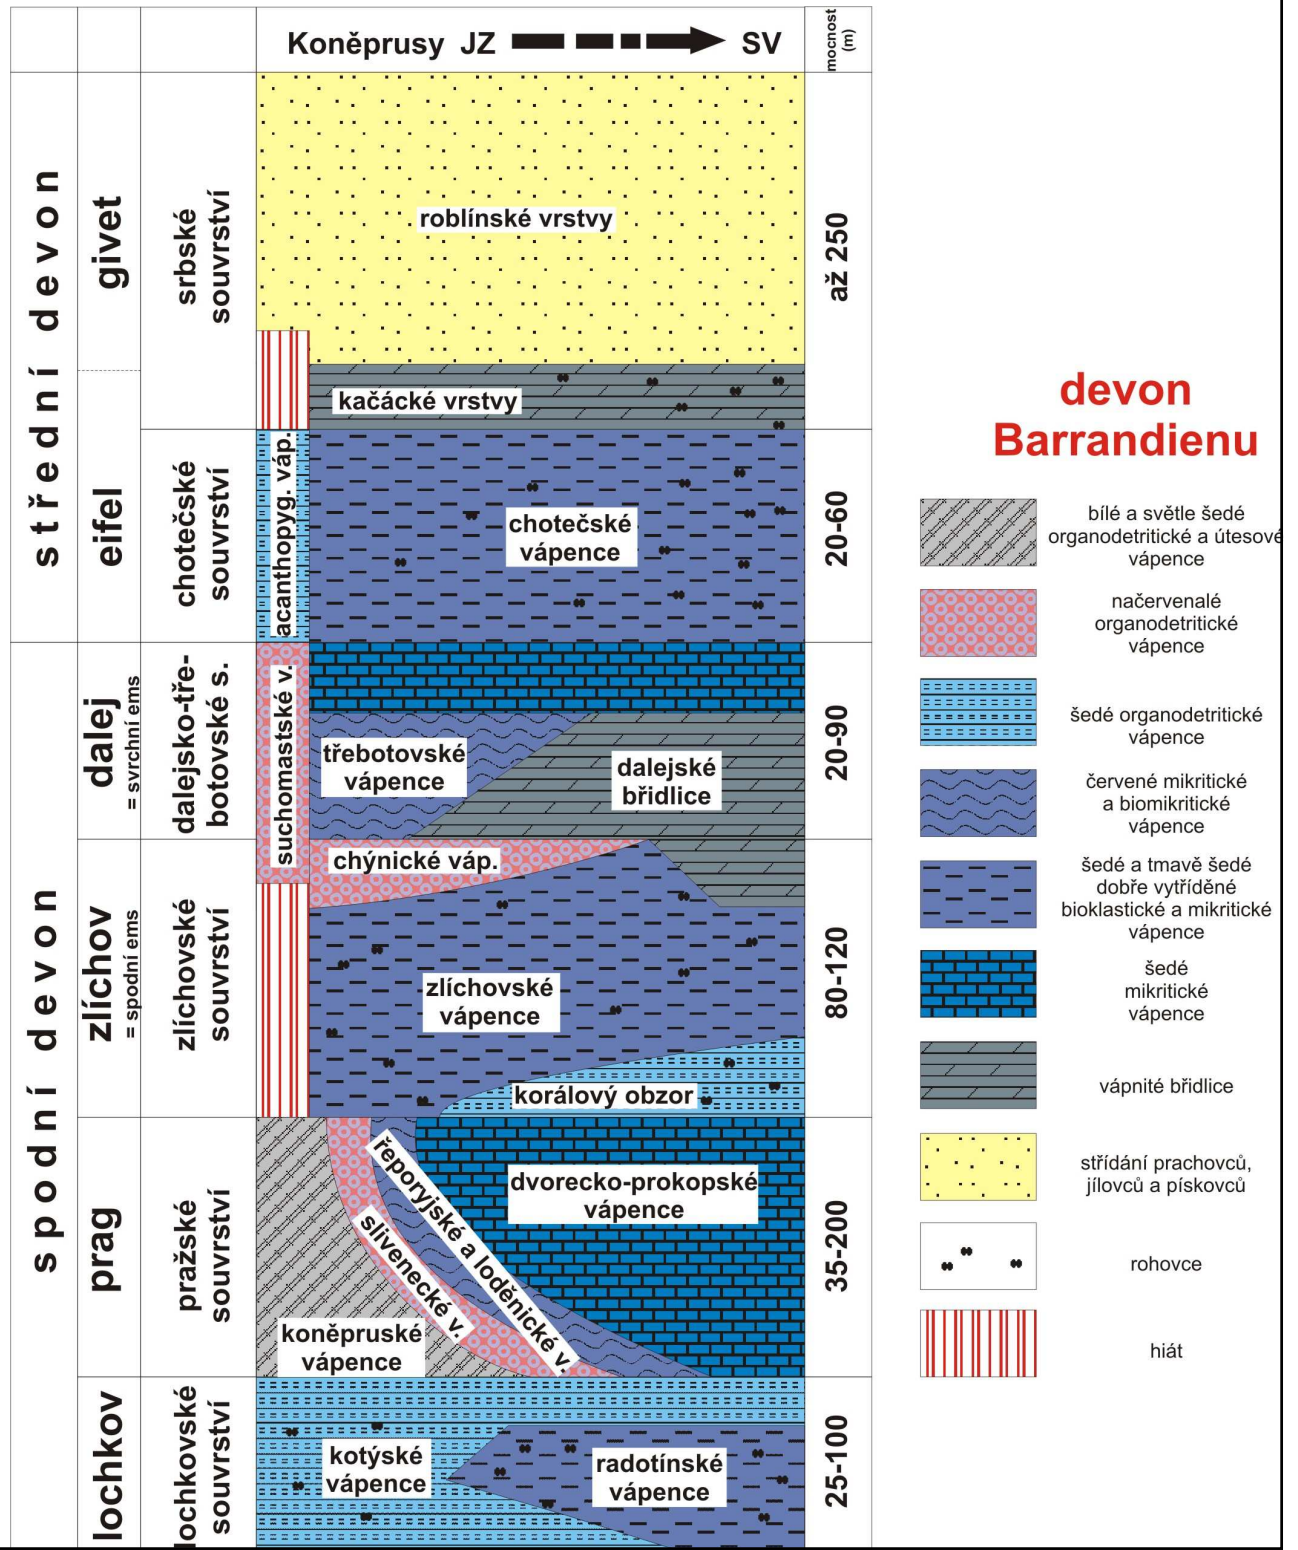 Koněprusy JZ SV
mocnost
(m)
střední devon
givet
srbské
souvrství
roblínské vrstvy
až 250
kačácké vrstvy
eifel
chotečské
souvrství
acanthopyg. váp.
chotečské
vápence
20-60
spodní devon
dalej
= svrchní ems
dalejsko-tře-
botovské s.
suchomastské v.
třebotovské
vápence
dalejské
břidlice
20-90
zlíchov
= spodní ems
zlíchovské
souvrství
chýnické váp.
zlíchovské
vápence
korálový obzor
80-120
prag
pražské
souvrství
koněpruské
vápence
slivenecké v.
řeporyjské a loděnické v.
dvorecko-prokopské
vápence
35-200
lochkov
lochkovské
souvrství
kotýské
vápence
radotínské
vápence
25-100
devon
Barrandienu
bílé a světle šedé
organodetritické a útesové
vápence
načervenalé
organodetritické
vápence
šedé organodetritické
vápence
červené mikritické
a biomikritické
vápence
šedé a tmavě šedé
dobře vytříděné
bioklastické a mikritické
vápence
šedé
mikritické
vápence
vápnité břidlice
střídání prachovců,
jílovců a pískovců
rohovce
hiát